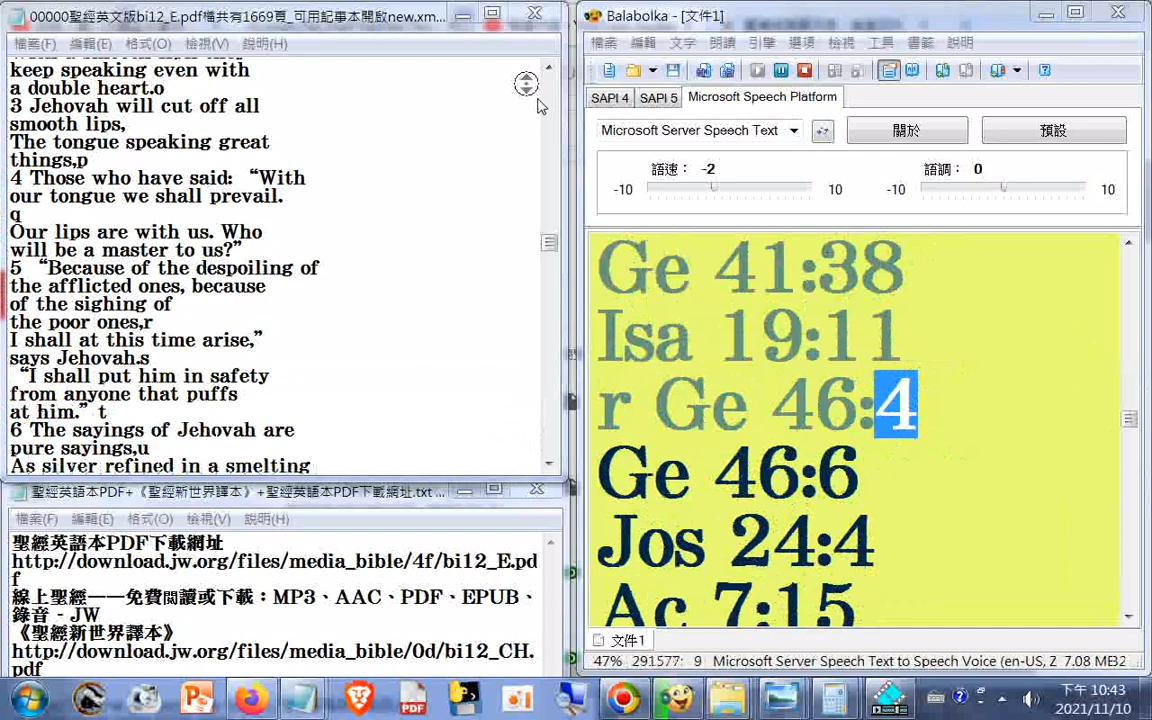 00000聖經英文版bi12_E.pdf檔共有1669頁_可用記事本開啟new.xm...
檔案(F) 編輯(E) 格式(O) 檢視(V) 說明(H)
keep speaking even with
a double heart.o
3 Jehovah will cut off all
smooth lips,
The tongue speaking great
things,p
4 Those who have said: “With
our tongue we shall prevail.
q
Our lips are with us. Who
will be a master to us?”
5 “Because of the despoiling of
the afflicted ones, because
of the sighing of
the poor ones,r
I shall at this time arise,”
says Jehovah.s
“I shall put him in safety
from anyone that puffs
at him.” t
6 The sayings of Jehovah are
pure sayings,u
As silver refined in a smelting
聖經英語本PDF+《聖經新世界譯本》+聖經英語本PDF下載網址.txt ...
檔案(F) 編輯(E) 格式(O) 檢視(V) 說明(H)
聖經英語本PDF下載網址
http://download.jw.org/files/media_bible/4f/bi12_E.pd
f
線上聖經——免費閱讀或下載：MP3、AAC、PDF、EPUB、
錄音 - JW
《聖經新世界譯本》
http://download.jw.org/files/media_bible/0d/bi12_CH.
pdf
Balabolka - [文件1]
檔案 編輯 文字 朗讀 引擎 選項 檢視 工具 書籤 說明
SAPI 4 SAPI 5 Microsoft Speech Platform
Microsoft Server Speech Text 關於 預設
語速： -2 語調： 0
-10 10 -10 10
Ge 41:38
Isa 19:11
r Ge 46:4
Ge 46:6
Jos 24:4
Ac 7:15
文件1
47% 291577: 9 Microsoft Server Speech Text to Speech Voice (en-US, Z 7.08 MB2
下午 10:43
2021/11/10